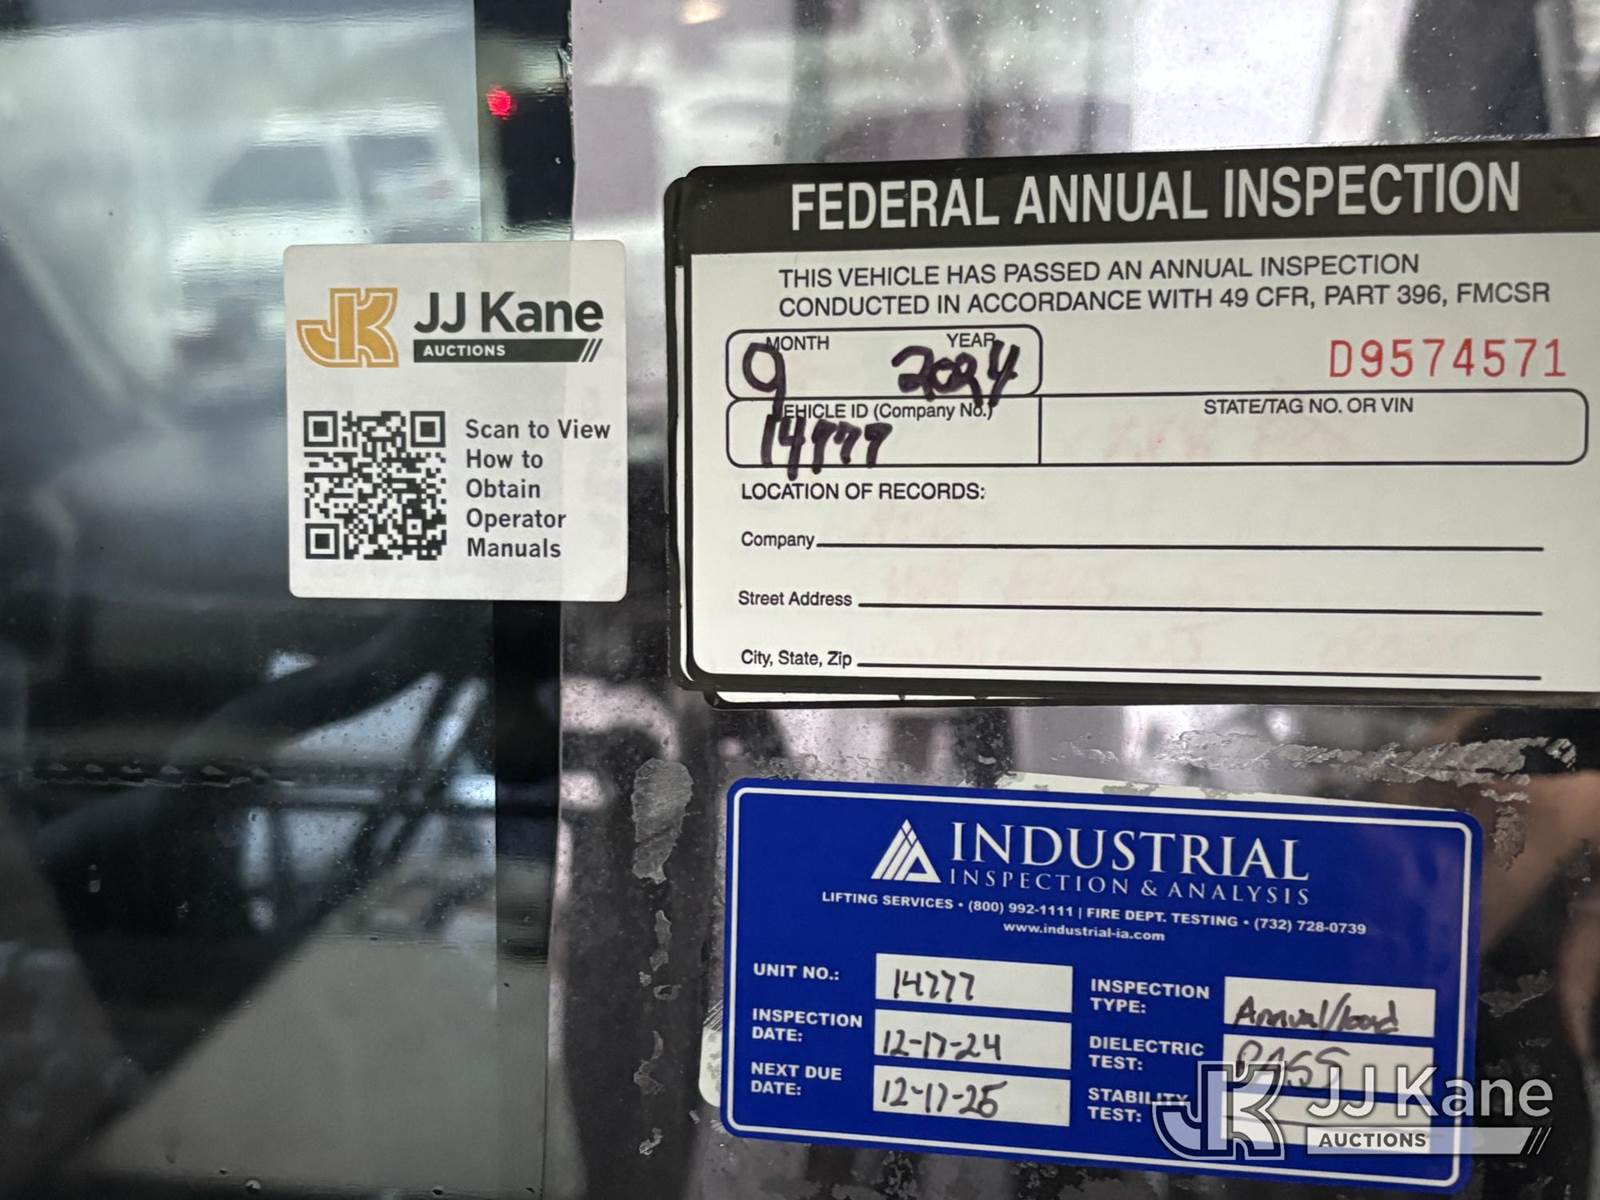 JJ Kane
AUCTIONS
Scan to View
How to
Obtain
Operator
Manuals
FEDERAL ANNUAL INSPECTION
THIS VEHICLE HAS PASSED AN ANNUAL INSPECTION
CONDUCTED IN ACCORDANCE WITH 49 CFR, PART 396, FMCSR
MONTH YEAR
9 2024
D9574571
VEHICLE ID (Company No.)
14777
STATE/TAG NO. OR VIN
LOCATION OF RECORDS:
Company
Street Address
City, State, Zip
INDUSTRIAL
INSPECTION & ANALYSIS
LIFTING SERVICES • (800) 992-1111 | FIRE DEPT. TESTING • (732) 728-0739
www.industrial-ia.com
UNIT NO.: 14777
INSPECTION DATE: 12-17-24
NEXT DUE DATE: 12-17-25
INSPECTION TYPE: Annual/load
DIELECTRIC TEST: PASS
STABILITY TEST:
JJ Kane
AUCTIONS